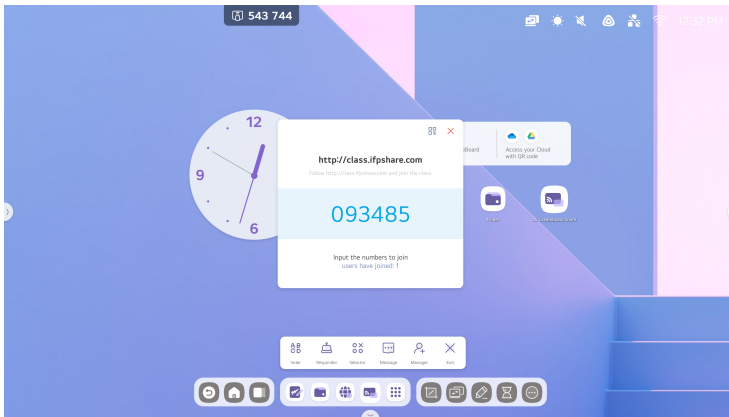 543 744
12:32 PM
12
9
6
http://class.ifpshare.com
Follow http://class.ifpshare.com and join the class
093485
Input the numbers to join
users have joined: 1
Access your Cloud
with QR code
Voter
Responder
Selector
Message
Manager
Exit